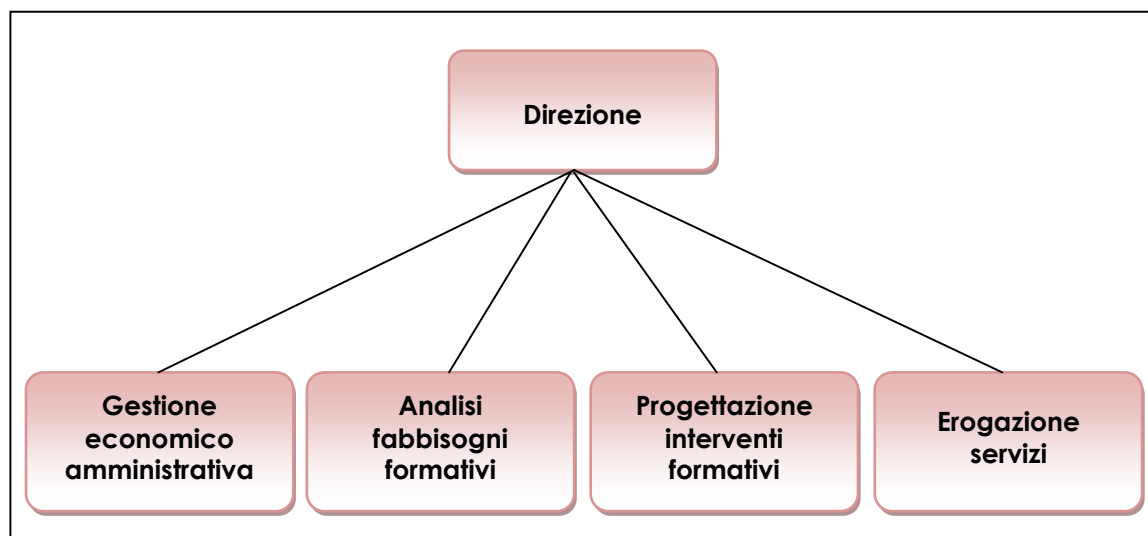 Direzione
Gestione
economico
amministrativa
Analisi
fabbisogni
formativi
Progettazione
interventi
formativi
Erogazione
servizi